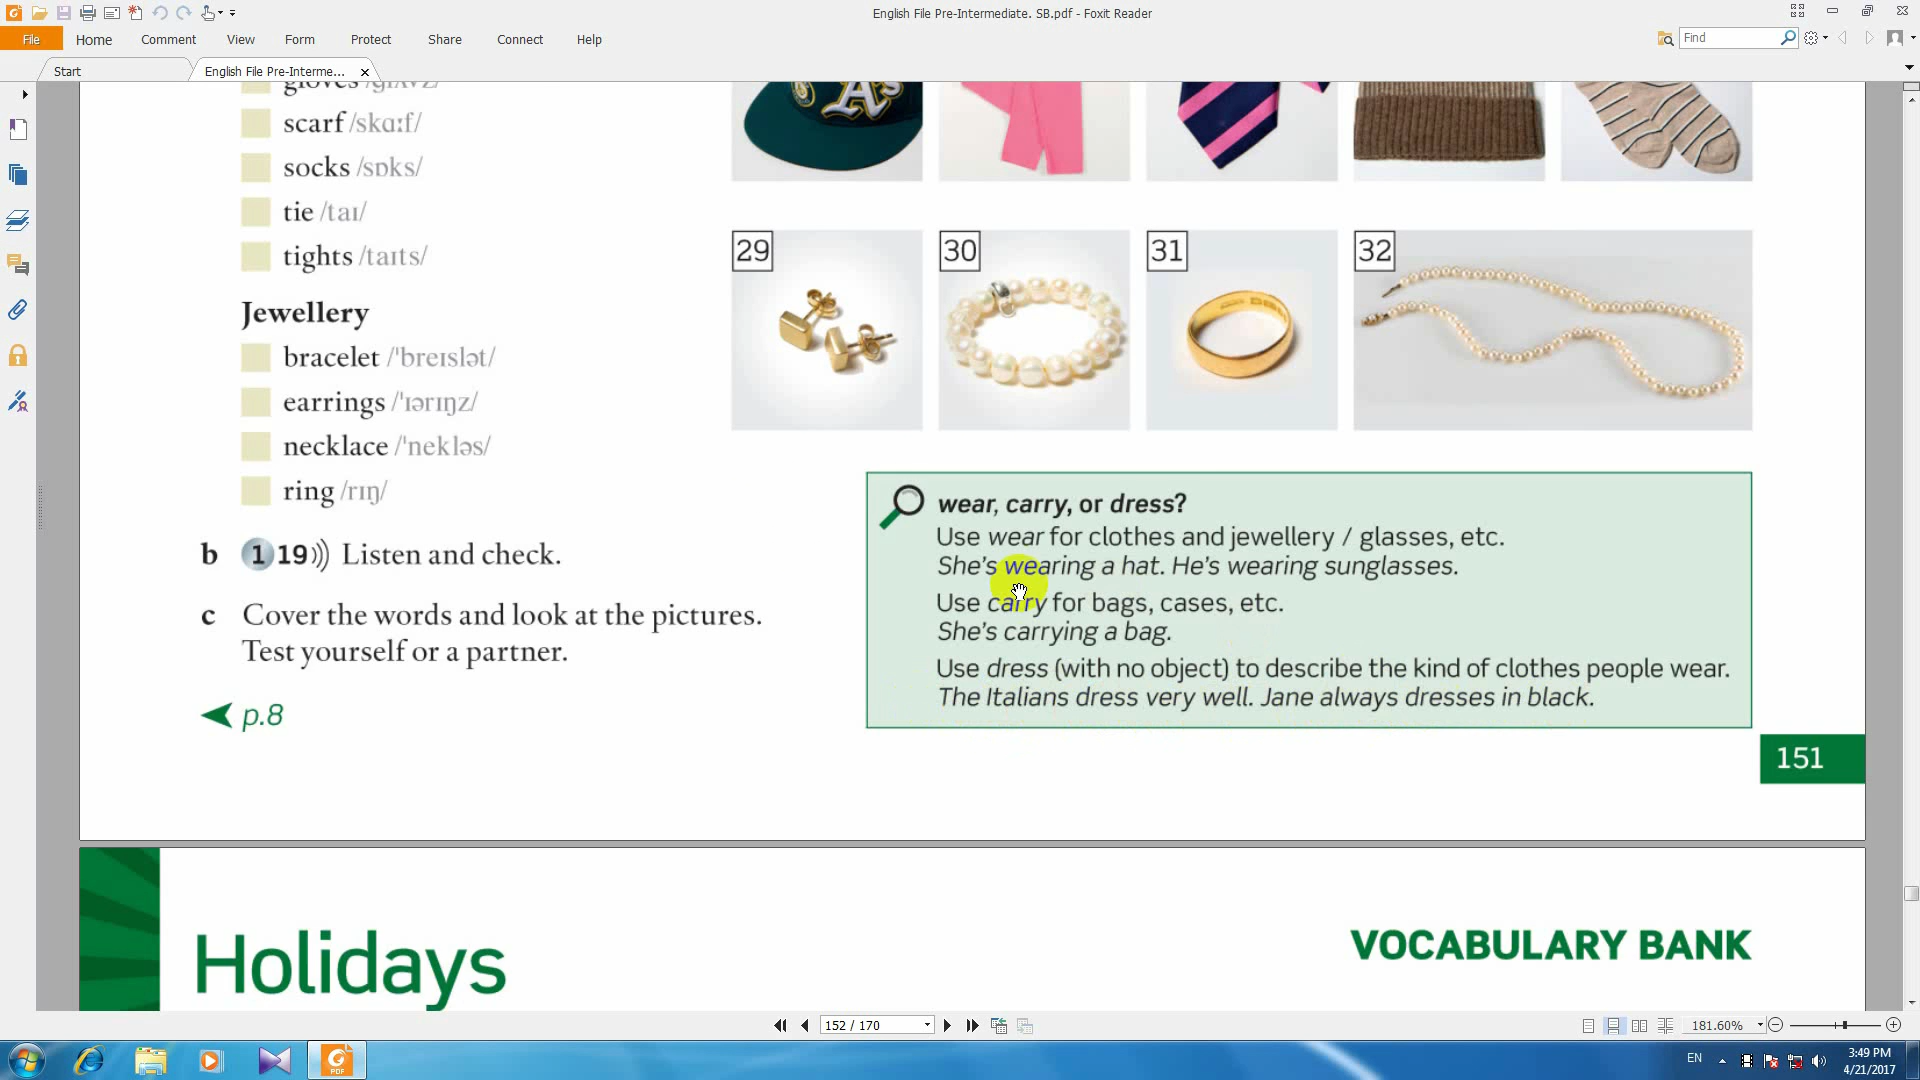 English File Pre-Intermediate. SB.pdf - Foxit Reader
File Home Comment View Form Protect Share Connect Help
Find
Start
English File Pre-Interme...
gloves /glʌvz/
scarf /skɑːf/
socks /sɒks/
tie /taɪ/
tights /taɪts/
Jewellery
bracelet /ˈbreɪslət/
earrings /ˈɪərɪŋz/
necklace /ˈnekləs/
ring /rɪŋ/
b 1 19 Listen and check.
c Cover the words and look at the pictures.
Test yourself or a partner.
p.8
A's
29
30
31
32
wear, carry, or dress?
Use wear for clothes and jewellery / glasses, etc.
She's wearing a hat. He's wearing sunglasses.
Use carry for bags, cases, etc.
She's carrying a bag.
Use dress (with no object) to describe the kind of clothes people wear.
The Italians dress very well. Jane always dresses in black.
151
Holidays
VOCABULARY BANK
152 / 170
181.60%
PDF
EN
3:49 PM
4/21/2017